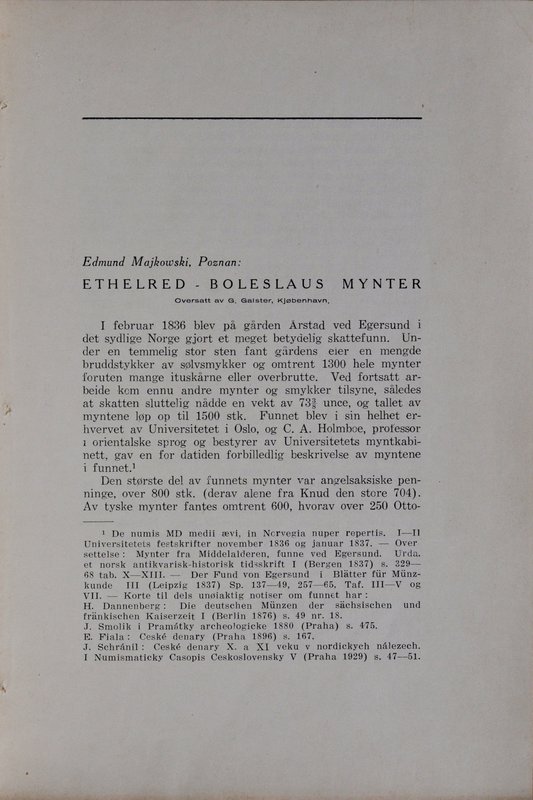 Edmund Majkowski, Poznan:
ETHELRED - BOLESLAUS MYNTER
Oversatt av G. Galster, Kjøbenhavn.
I februar 1836 blev på gården Årstad ved Egersund i
det sydlige Norge gjort et meget betydelig skattefunn. Un-
der en temmelig stor sten fant gårdens eier en mengde
bruddstykker av sølvsmykker og omtrent 1300 hele mynter
foruten mange ituskårne eller overbrutte. Ved fortsatt ar-
beide kom ennu andre mynter og smykker tilsyne, således
at skatten sluttelig nådde en vekt av 73¾ unce, og tallet av
myntene løp op til 1500 stk. Funnet blev i sin helhet er-
hvervet av Universitetet i Oslo, og C. A. Holmboe, professor
i orientalske sprog og bestyrer av Universitetets myntkabi-
nett, gav en for datiden forbilledlig beskrivelse av myntene
i funnet.¹
Den største del av funnets mynter var angelsaksiske pen-
ninge, over 800 stk. (derav alene fra Knud den store 704).
Av tyske mynter fantes omtrent 600, hvorav over 250 Otto-
¹ De numis MD medii ævi, in Norvegia nuper repertis. I—II
Universitetets festskrifter november 1836 og januar 1837. — Over
settelse: Mynter fra Middelalderen, funne ved Egersund. Urda.
et norsk antikvarisk-historisk tidsskrift I (Bergen 1837) s. 329—
68 tab. X—XIII. — Der Fund von Egersund i Blätter für Münz-
kunde III (Leipzig 1837) Sp. 137—49, 257—65, Taf. III—V og
VII. — Korte til dels unøiaktig notiser om funnet har:
H. Dannenberg: Die deutschen Münzen der sächsischen und
fränkischen Kaiserzeit I (Berlin 1876) s. 49 nr. 18.
J. Smolik i Pramátky archeologicke 1880 (Praha) s. 475.
E. Fiala: Ceské denary (Praha 1896) s. 167.
J. Schránil: Ceské denary X. a XI veku v nordickych nálezech.
I Numismaticky Casopis Ceskoslovensky V (Praha 1929) s. 47—51.